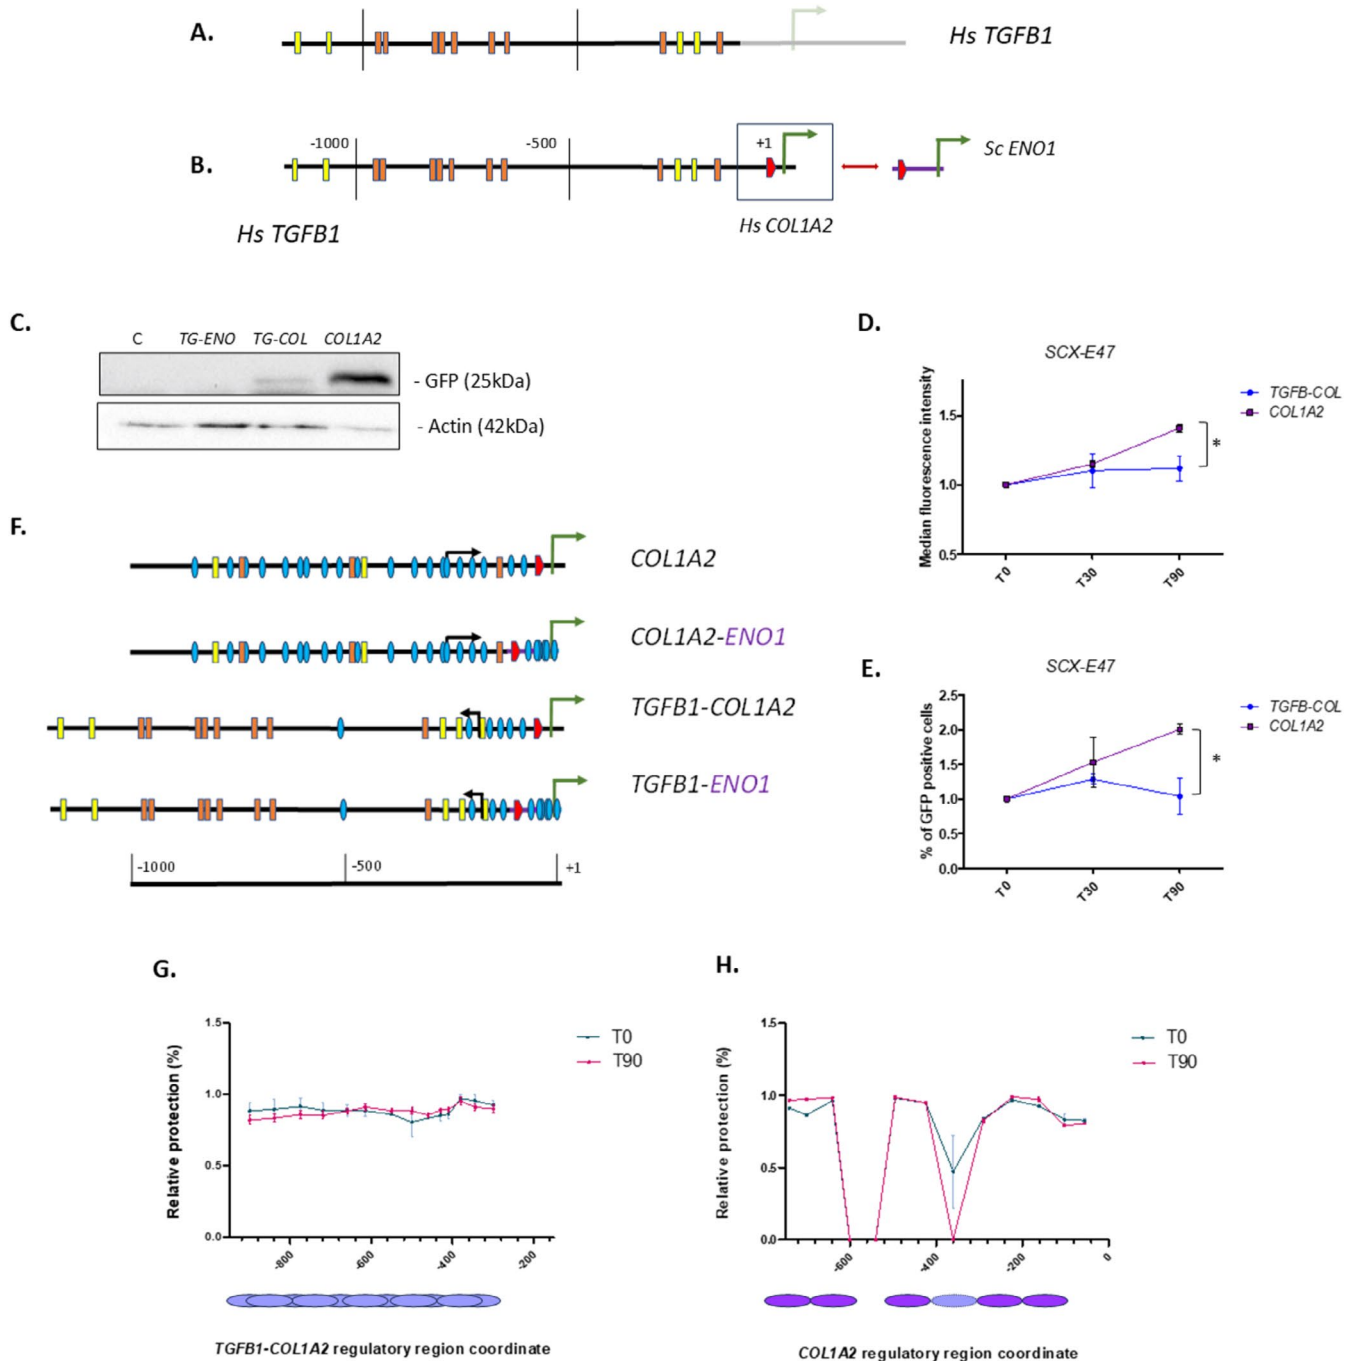 A.
Hs TGFB1
B.
-1000
-500
+1
Sc ENO1
Hs TGFB1
Hs COL1A2
C.
C TG-ENO TG-COL COL1A2
- GFP (25kDa)
- Actin (42kDa)
D.
SCX-E47
TGFB-COL
COL1A2
Median fluorescence intensity
1.5
1.0
0.5
*
T0 T30 T90
E.
SCX-E47
TGFB-COL
COL1A2
% of GFP positive cells
2.5
2.0
1.5
1.0
0.5
0.0
*
T0 T30 T90
F.
COL1A2
COL1A2-ENO1
TGFB1-COL1A2
TGFB1-ENO1
-1000 -500 +1
G.
Relative protection (%)
1.5
1.0
0.5
0.0
T0
T90
-800 -600 -400 -200
TGFB1-COL1A2 regulatory region coordinate
H.
Relative protection (%)
1.5
1.0
0.5
0.0
T0
T90
-600 -400 -200 0
COL1A2 regulatory region coordinate